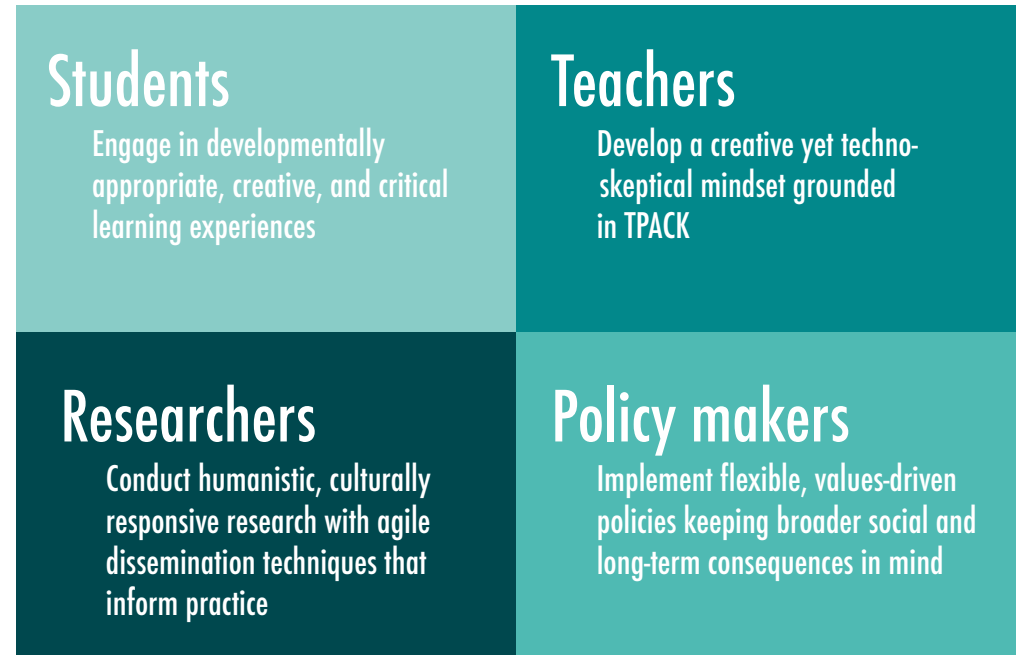 Students
Engage in developmentally
appropriate, creative, and critical
learning experiences
Teachers
Develop a creative yet techno-
skeptical mindset grounded
in TPACK
Researchers
Conduct humanistic, culturally
responsive research with agile
dissemination techniques that
inform practice
Policy makers
Implement flexible, values-driven
policies keeping broader social and
long-term consequences in mind